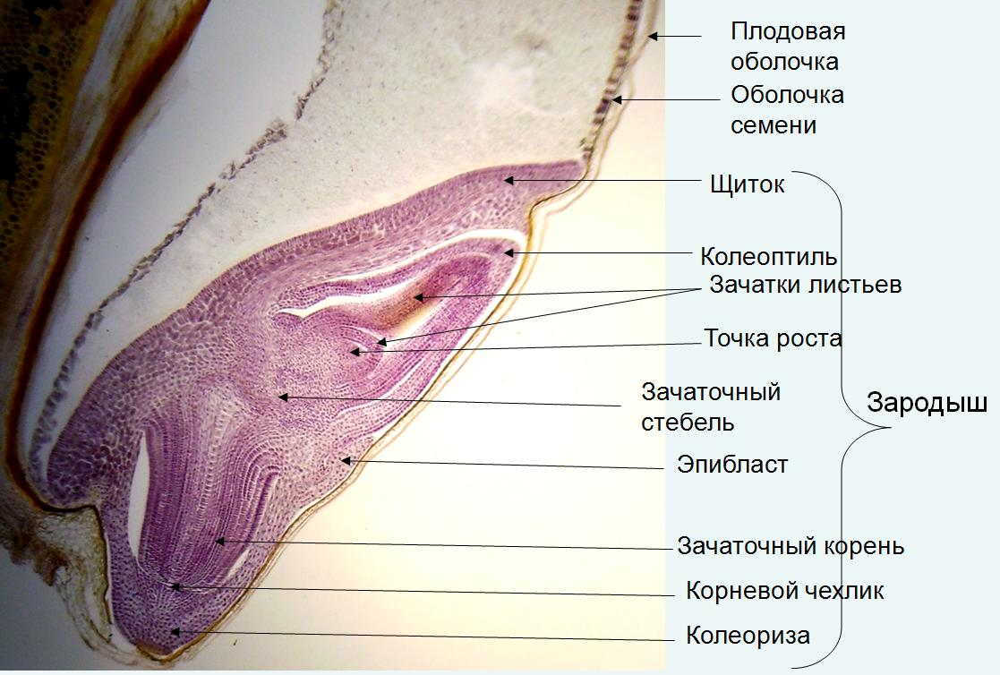 Плодовая
оболочка
Оболочка
семени
Щиток
Колеоптиль
Зачатки листьев
Точка роста
Зачаточный
стебель
Зародыш
Эпибласт
Зачаточный корень
Корневой чехлик
Колеориза